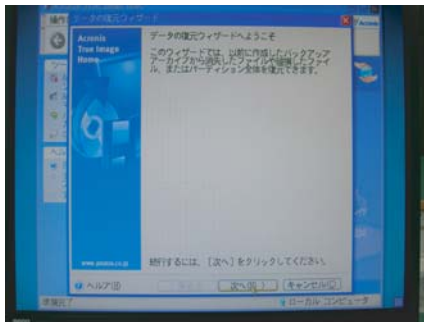 データの復元ウィザード
Acronis
True Image
Home
データの復元ウィザードへようこそ
このウィザードでは、以前に作成したバックアップ
アーカイブから消失したファイルや破損したファイ
ル、またはパーティション全体を復元できます。
続行するには、[次へ]をクリックしてください。
ヘルプ(H)
次へ(N) >
キャンセル(C)
準備完了
ローカル コンピュータ